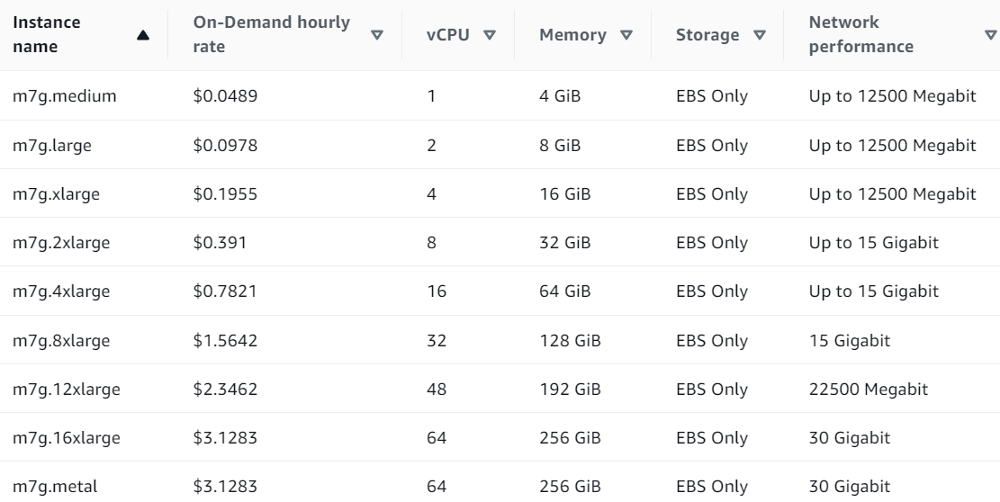 Instance name ▲ On-Demand hourly rate ▽ vCPU ▽ Memory ▽ Storage ▽ Network performance ▽
m7g.medium $0.0489 1 4 GiB EBS Only Up to 12500 Megabit
m7g.large $0.0978 2 8 GiB EBS Only Up to 12500 Megabit
m7g.xlarge $0.1955 4 16 GiB EBS Only Up to 12500 Megabit
m7g.2xlarge $0.391 8 32 GiB EBS Only Up to 15 Gigabit
m7g.4xlarge $0.7821 16 64 GiB EBS Only Up to 15 Gigabit
m7g.8xlarge $1.5642 32 128 GiB EBS Only 15 Gigabit
m7g.12xlarge $2.3462 48 192 GiB EBS Only 22500 Megabit
m7g.16xlarge $3.1283 64 256 GiB EBS Only 30 Gigabit
m7g.metal $3.1283 64 256 GiB EBS Only 30 Gigabit